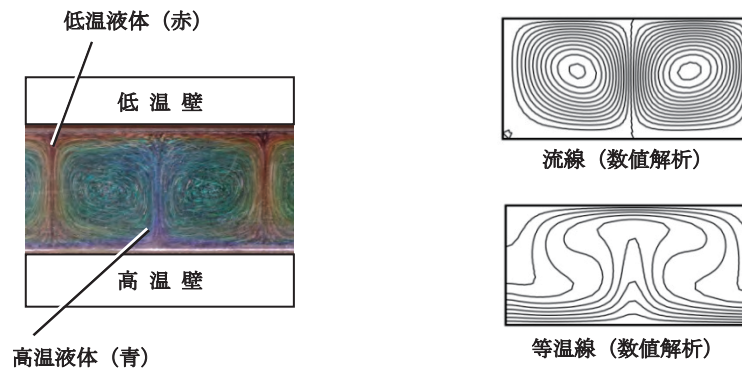 低温液体（赤）
低 温 壁
高 温 壁
高温液体（青）
流線（数値解析）
等温線（数値解析）